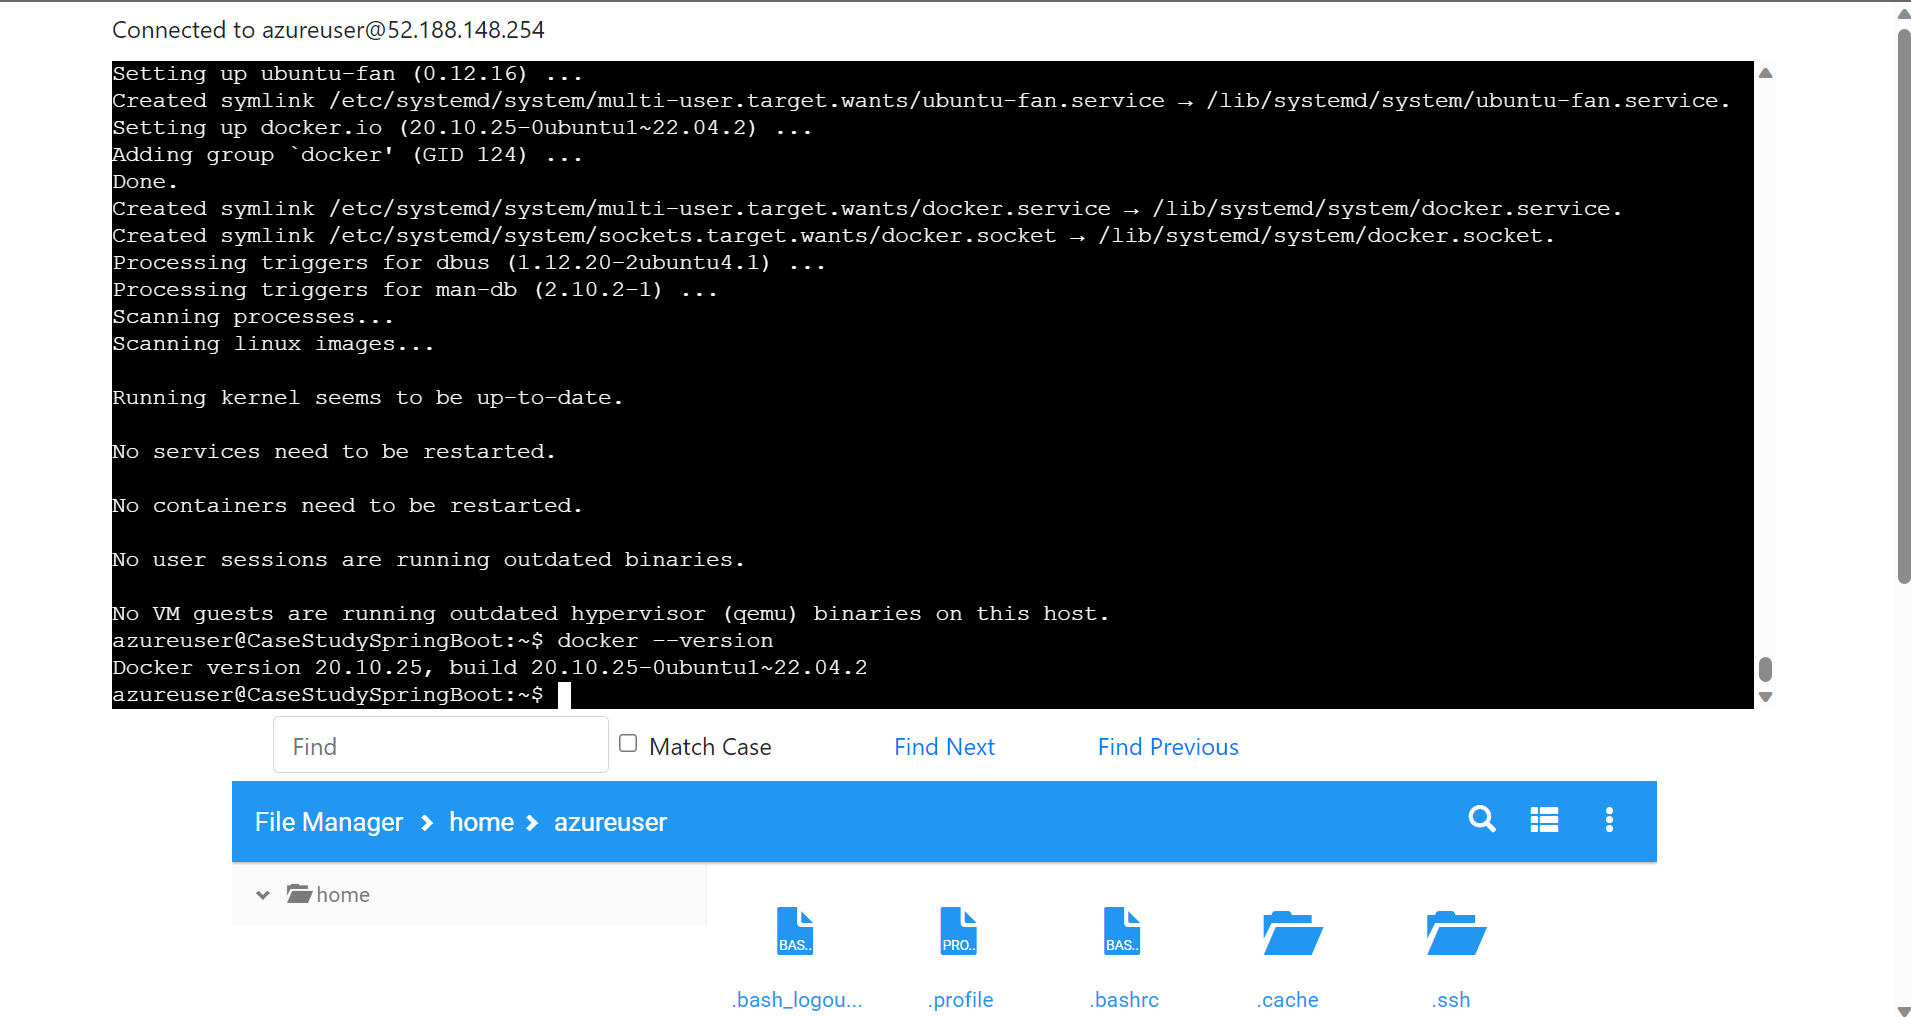 Connected to azureuser@52.188.148.254
Setting up ubuntu-fan (0.12.16) ...
Created symlink /etc/systemd/system/multi-user.target.wants/ubuntu-fan.service → /lib/systemd/system/ubuntu-fan.service.
Setting up docker.io (20.10.25-0ubuntu1~22.04.2) ...
Adding group `docker' (GID 124) ...
Done.
Created symlink /etc/systemd/system/multi-user.target.wants/docker.service → /lib/systemd/system/docker.service.
Created symlink /etc/systemd/system/sockets.target.wants/docker.socket → /lib/systemd/system/docker.socket.
Processing triggers for dbus (1.12.20-2ubuntu4.1) ...
Processing triggers for man-db (2.10.2-1) ...
Scanning processes...
Scanning linux images...
Running kernel seems to be up-to-date.
No services need to be restarted.
No containers need to be restarted.
No user sessions are running outdated binaries.
No VM guests are running outdated hypervisor (qemu) binaries on this host.
azureuser@CaseStudySpringBoot:~$ docker --version
Docker version 20.10.25, build 20.10.25-0ubuntu1~22.04.2
azureuser@CaseStudySpringBoot:~$
Find Match Case Find Next Find Previous
File Manager > home > azureuser
home
BAS.. PRO.. BAS..
.bash_logou... .profile .bashrc .cache .ssh